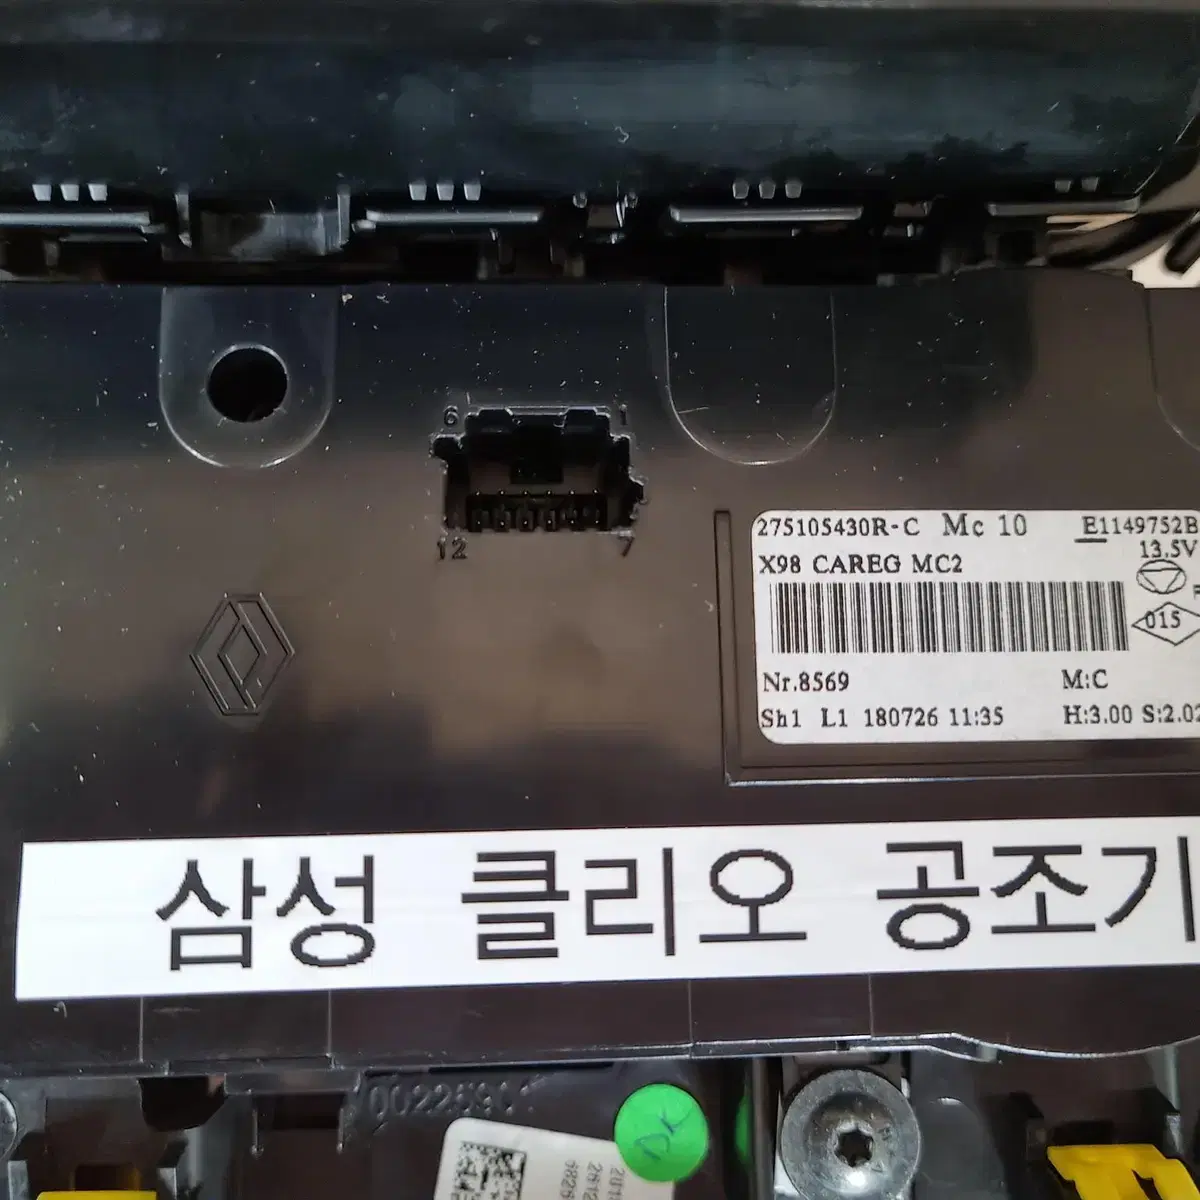 6 1
12 7
275105430R-C Mc 10 E1149752B
13.5V
X98 CAREG MC2
015
Nr.8569 M:C
Sh1 L1 180726 11:35 H:3.00 S:2.02
삼성 클리오 공조기
OK